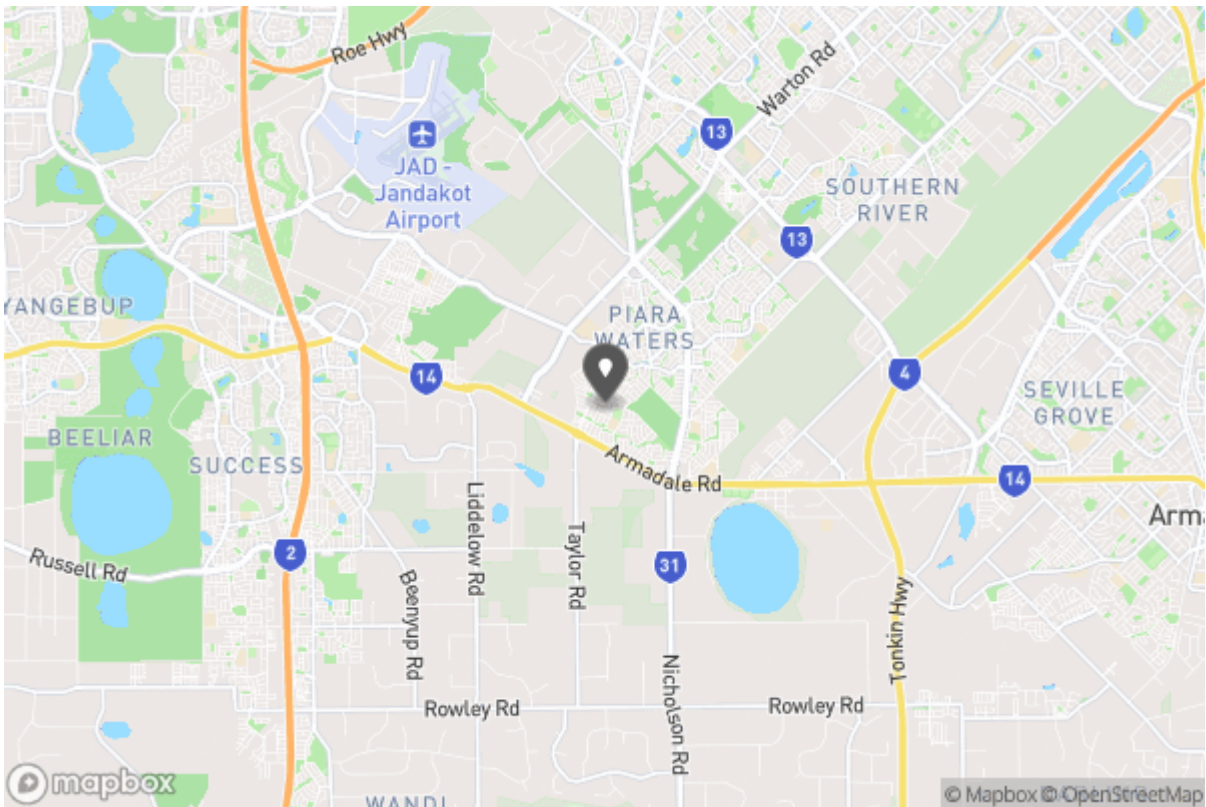 Roe Hwy
Warton Rd
13
JAD -
Jandakot
Airport
SOUTHERN
RIVER
13
YANGEBUP
PIARA
WATERS
14
4
SEVILLE
GROVE
BEELIAR
SUCCESS
Armadale Rd
14
Liddelow Rd
Taylor Rd
Arma
Russell Rd
2
31
Beenyup Rd
Tonkin Hwy
Nicholson Rd
Rowley Rd
Rowley Rd
mapbox
WANDI
© Mapbox © OpenStreetMap